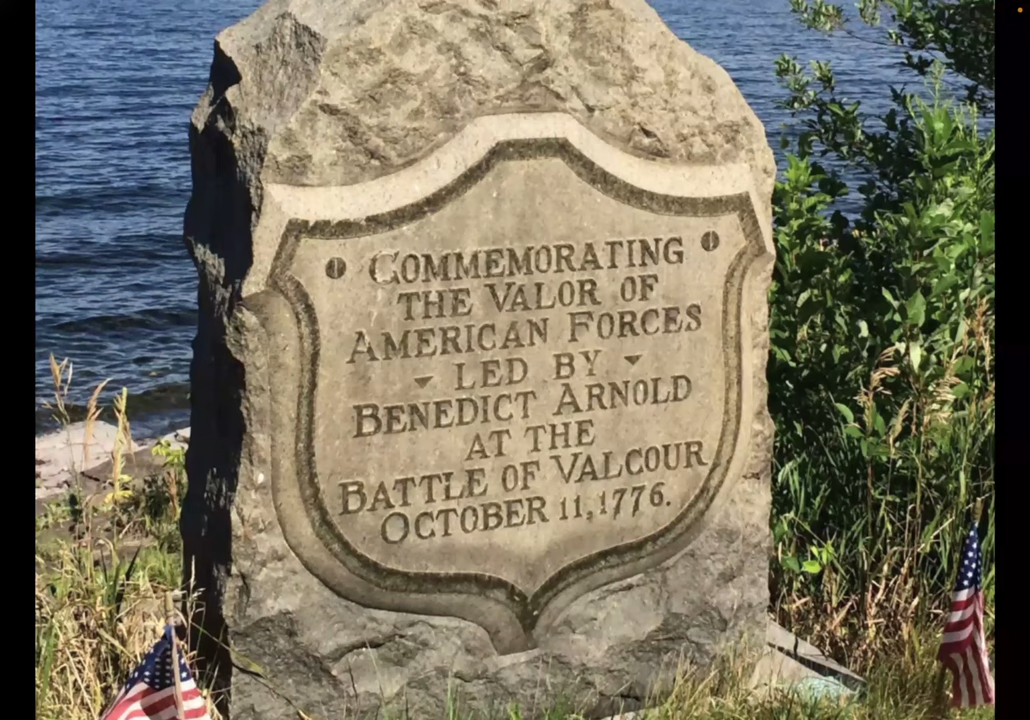 COMMEMORATING
THE VALOR OF
AMERICAN FORCES
LED BY
BENEDICT ARNOLD
AT THE
BATTLE OF VALCOUR
OCTOBER 11, 1776.